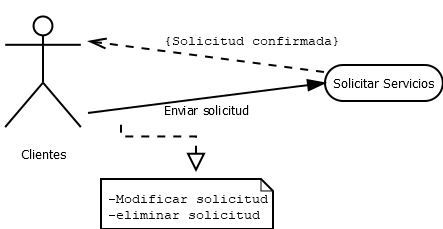 {Solicitud confirmada}
Solicitar Servicios
Enviar solicitud
Clientes
-Modificar solicitud
-eliminar solicitud